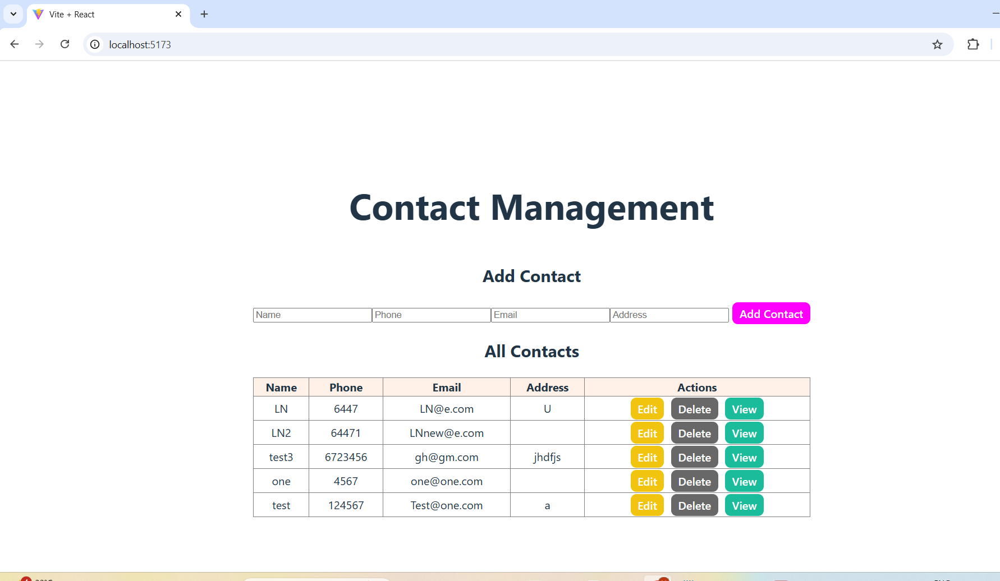 Vite + React
localhost:5173
Contact Management
Add Contact
Name Phone Email Address Add Contact
All Contacts
Name Phone Email Address Actions
LN 6447 LN@e.com U Edit Delete View
LN2 64471 LNnew@e.com Edit Delete View
test3 6723456 gh@gm.com jhdfjs Edit Delete View
one 4567 one@one.com Edit Delete View
test 124567 Test@one.com a Edit Delete View